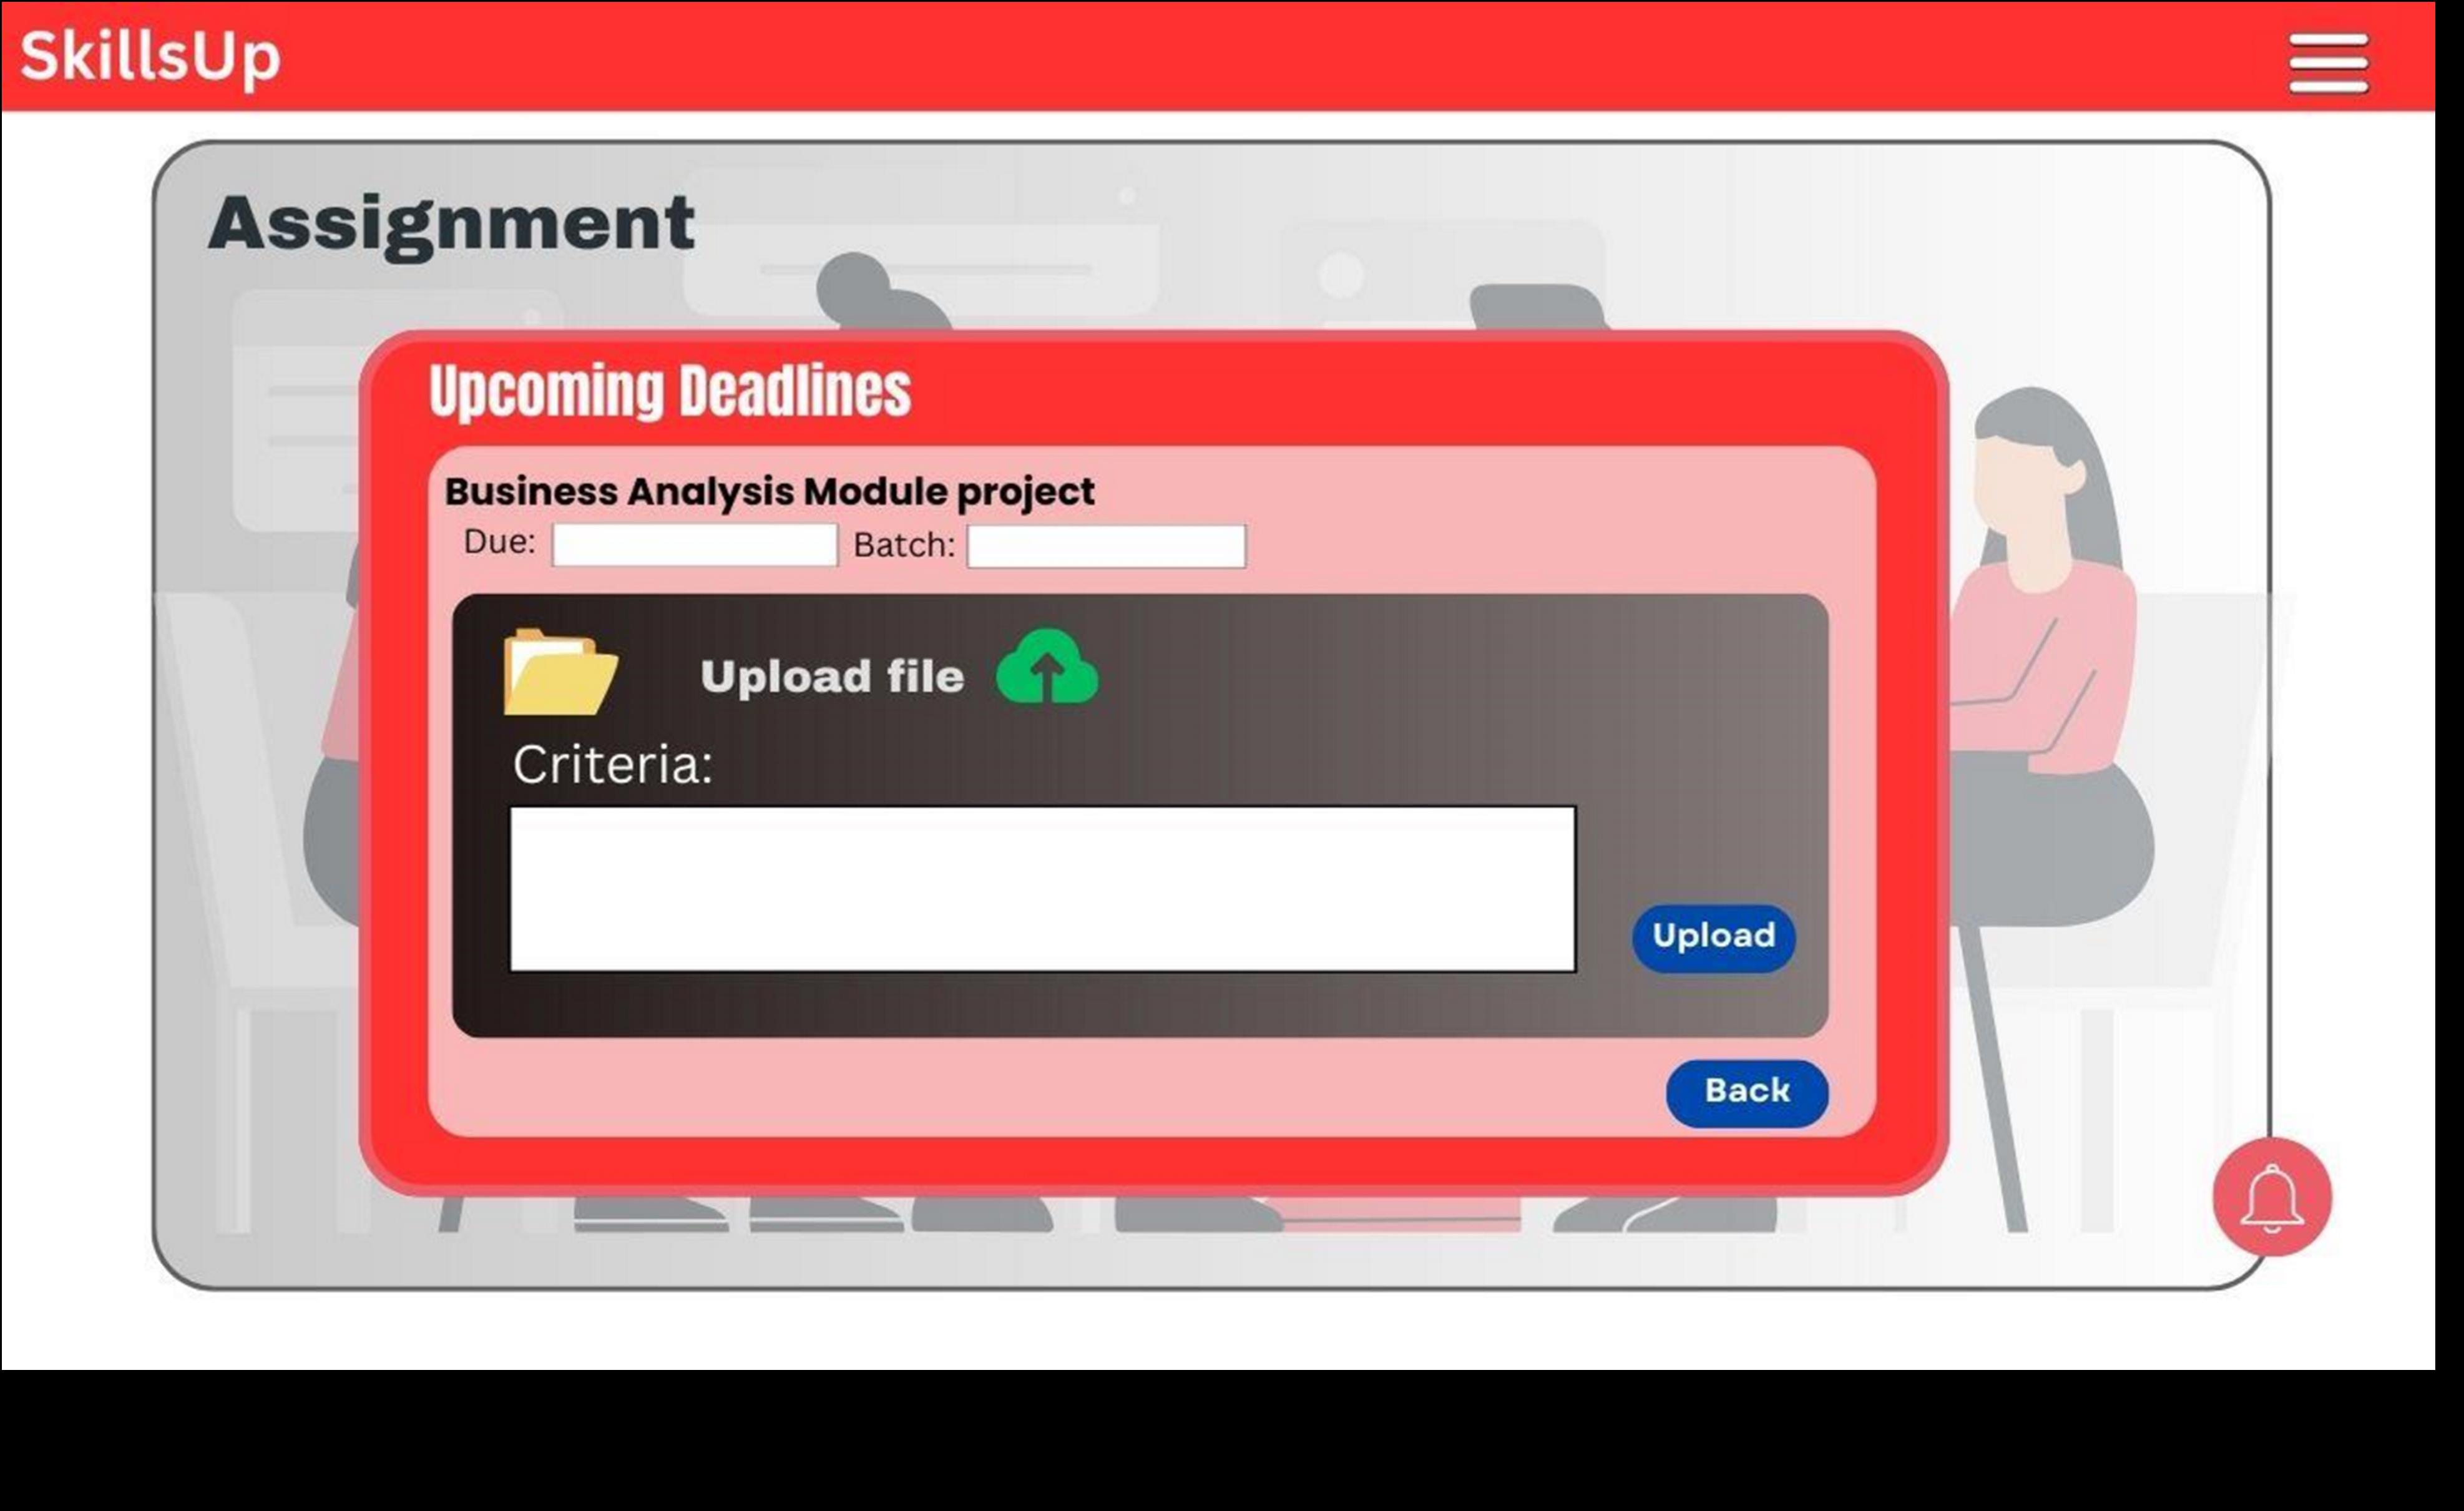 SkillsUp
Assignment
Upcoming Deadlines
Business Analysis Module project
Due: Batch:
Upload file
Criteria:
Upload
Back